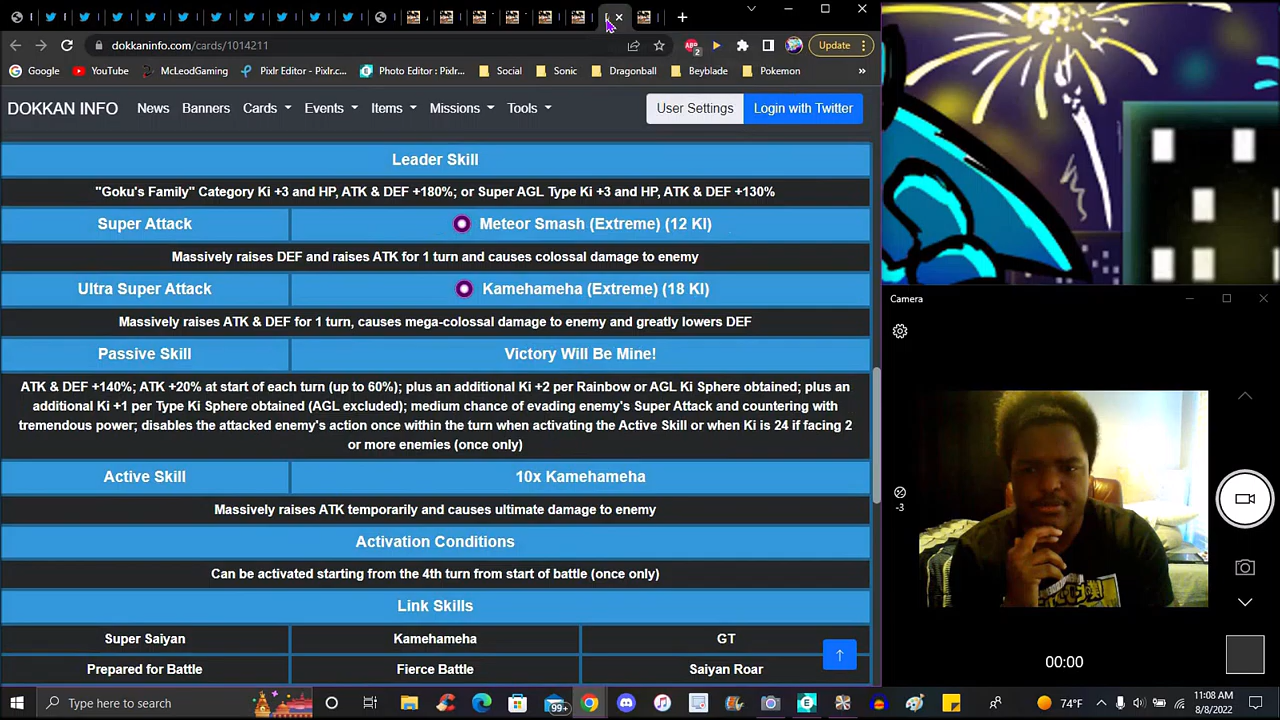 dokkaninfo.com/cards/1014211
Update
Google
YouTube
McLeodGaming
Pixlr Editor - Pixlr.c...
Photo Editor : Pixlr...
Social
Sonic
Dragonball
Beyblade
Pokemon
»
DOKKAN INFO
News
Banners
Cards
Events
Items
Missions
Tools
User Settings
Login with Twitter
Leader Skill
"Goku's Family" Category Ki +3 and HP, ATK & DEF +180%; or Super AGL Type Ki +3 and HP, ATK & DEF +130%
Super Attack
Meteor Smash (Extreme) (12 KI)
Massively raises DEF and raises ATK for 1 turn and causes colossal damage to enemy
Ultra Super Attack
Kamehameha (Extreme) (18 KI)
Massively raises ATK & DEF for 1 turn, causes mega-colossal damage to enemy and greatly lowers DEF
Passive Skill
Victory Will Be Mine!
ATK & DEF +140%; ATK +20% at start of each turn (up to 60%); plus an additional Ki +2 per Rainbow or AGL Ki Sphere obtained; plus an
additional Ki +1 per Type Ki Sphere obtained (AGL excluded); medium chance of evading enemy's Super Attack and countering with
tremendous power; disables the attacked enemy's action once within the turn when activating the Active Skill or when Ki is 24 if facing 2
or more enemies (once only)
Active Skill
10x Kamehameha
Massively raises ATK temporarily and causes ultimate damage to enemy
Activation Conditions
Can be activated starting from the 4th turn from start of battle (once only)
Link Skills
Super Saiyan
Kamehameha
GT
Prepared for Battle
Fierce Battle
Saiyan Roar
Camera
-3
00:00
Type here to search
99+
74°F
11:08 AM
8/8/2022